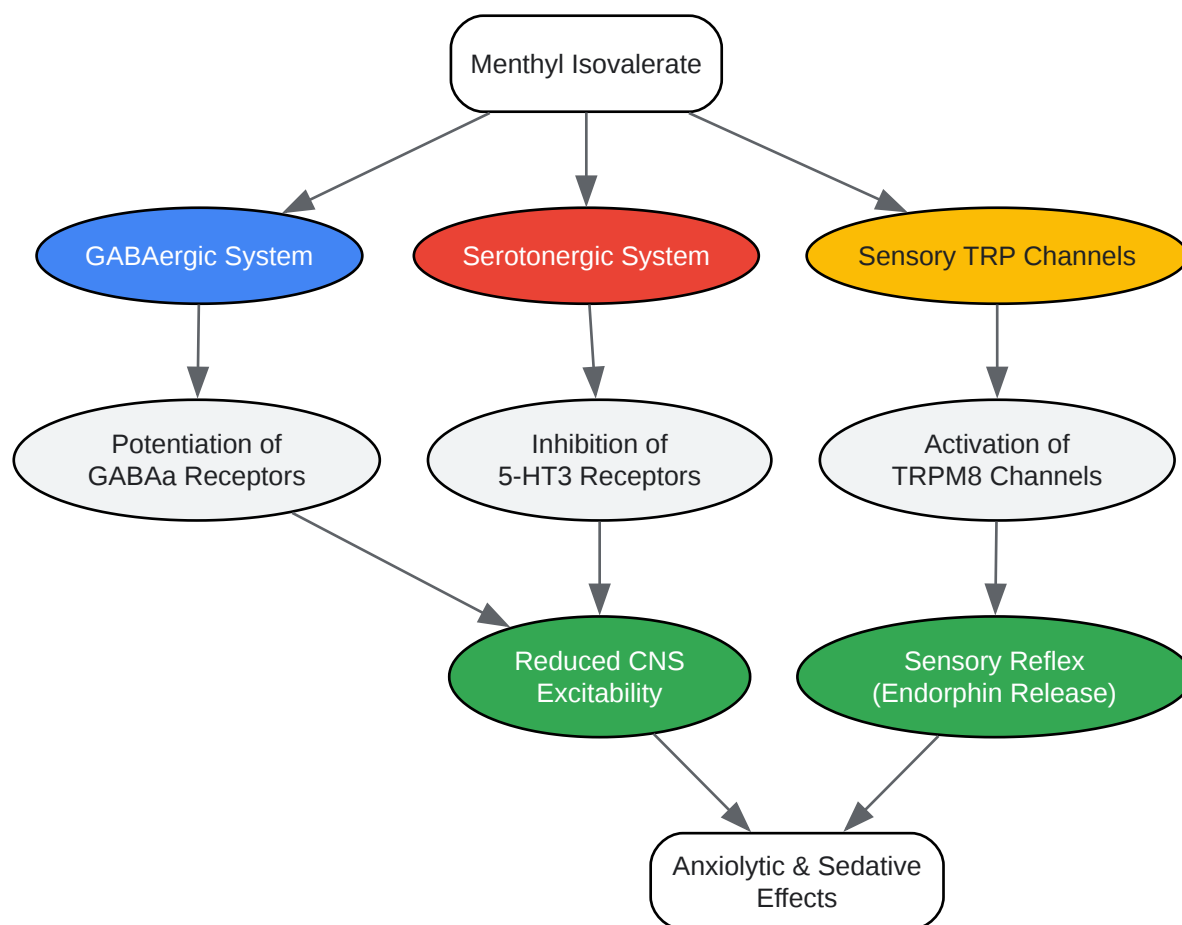 Menthyl Isovalerate
GABAergic System
Serotonergic System
Sensory TRP Channels
Potentiation of
GABAa Receptors
Inhibition of
5-HT3 Receptors
Activation of
TRPM8 Channels
Reduced CNS
Excitability
Sensory Reflex
(Endorphin Release)
Anxiolytic & Sedative
Effects